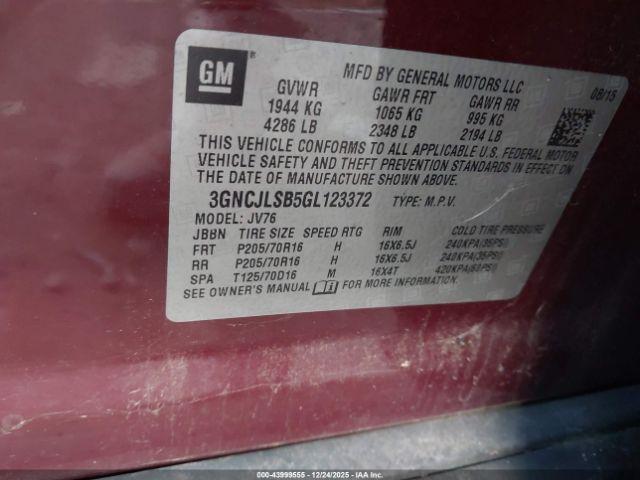 GM
MFD BY GENERAL MOTORS LLC
08/15
GVWR GAWR FRT GAWR RR
1944 KG 1065 KG 995 KG
4286 LB 2348 LB 2194 LB
THIS VEHICLE CONFORMS TO ALL APPLICABLE U.S. FEDERAL MOTOR
VEHICLE SAFETY AND THEFT PREVENTION STANDARDS IN EFFECT ON
THE DATE OF MANUFACTURE SHOWN ABOVE.
3GNCJLSB5GL123372 TYPE: M.P.V.
MODEL: JV76
JBBN TIRE SIZE SPEED RTG RIM COLD TIRE PRESSURE
FRT P205/70R16 H 16X6.5J 240KPA(35PSI)
RR P205/70R16 H 16X6.5J 240KPA(35PSI)
SPA T125/70D16 M 16X4T 420KPA(60PSI)
SEE OWNER'S MANUAL FOR MORE INFORMATION.
000-43999555 - 12/24/2025 - IAA Inc.